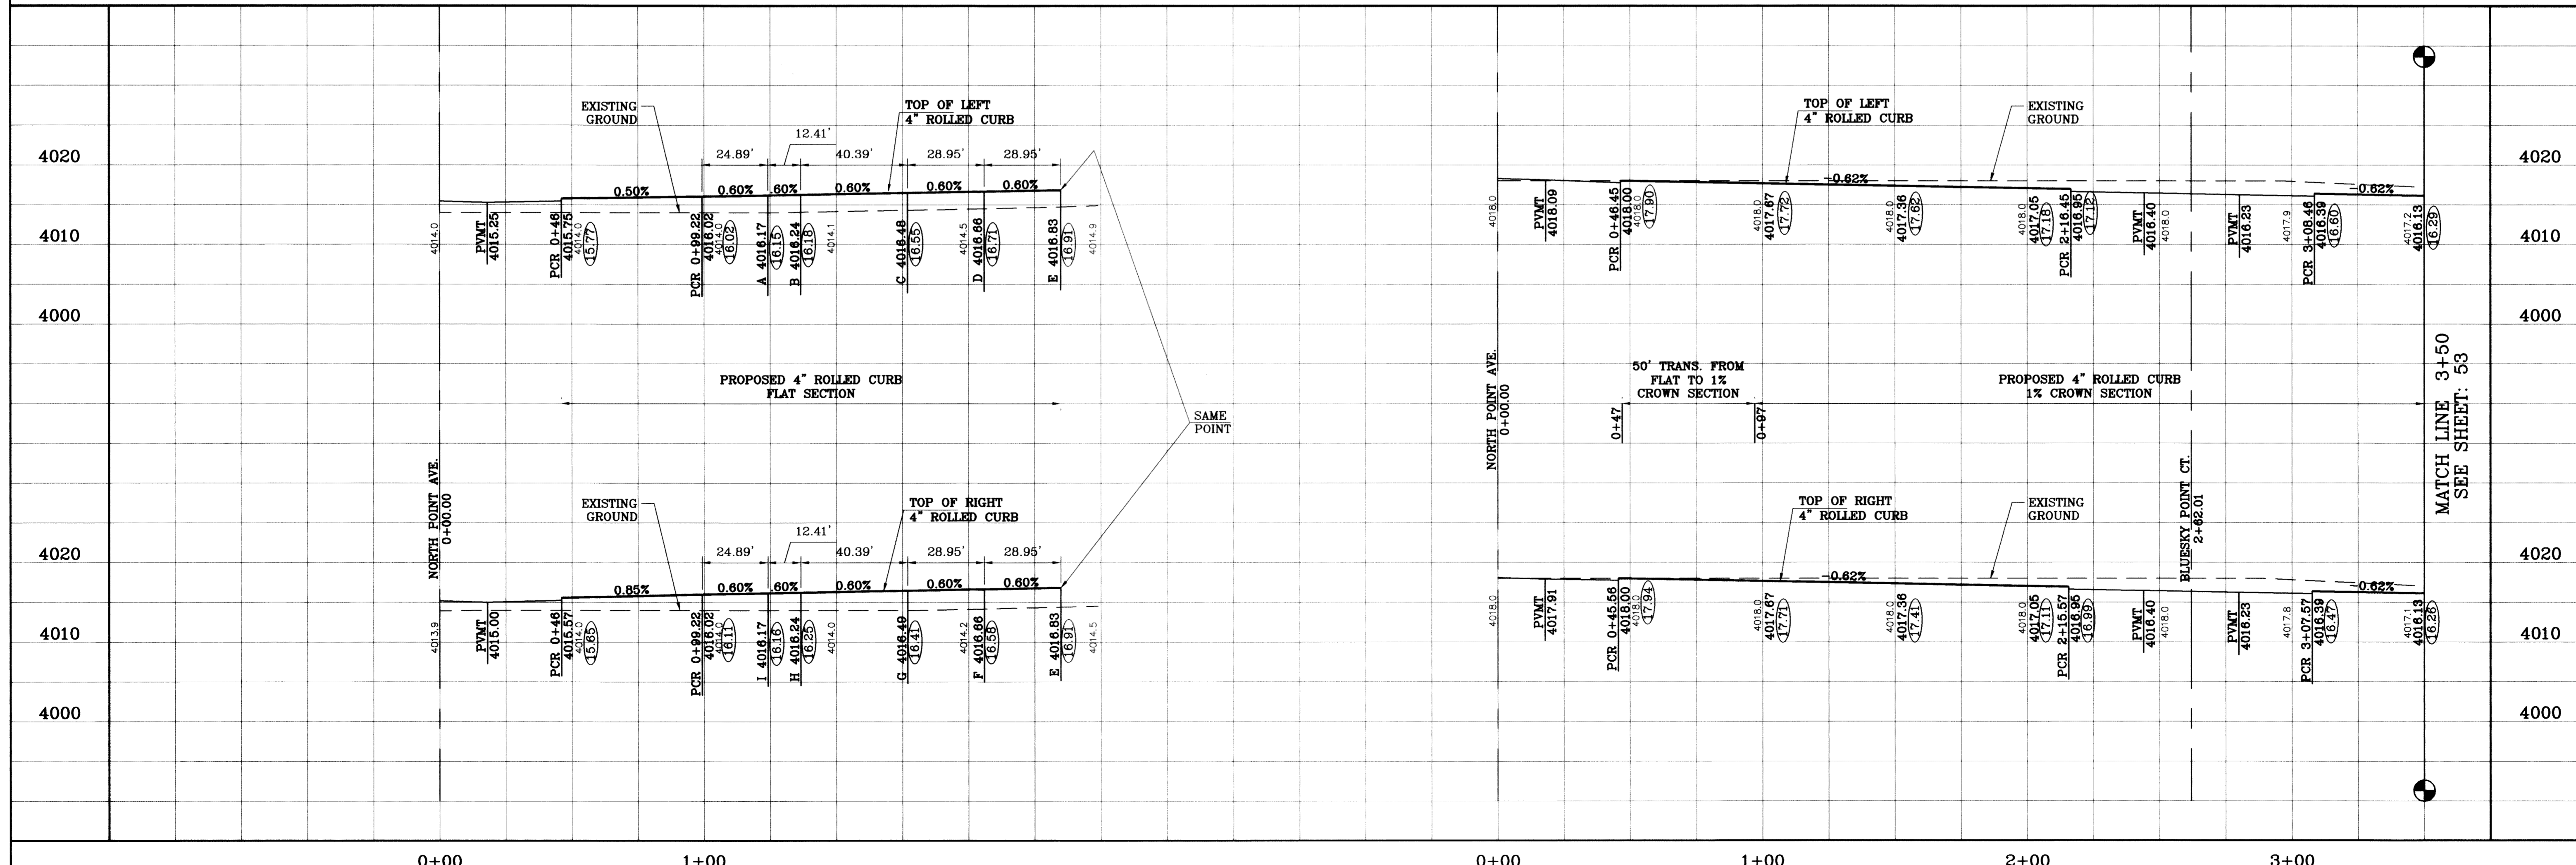 EXISTING
GROUND
TOP OF LEFT
4" ROLLED CURB
12.41'
4020
24.89'
40.39'
28.95'
28.95'
0.50%
0.60%
.60%
0.60%
0.60%
0.60%
4014.0
PVMT
4015.25
PCR 0+46
4015.75
4014.0
15.77
PCR 0+99.22
4016.02
4014.0
16.02
A 4016.17
16.15
B 4016.24
16.18
4014.1
C 4016.48
16.55
4014.5
D 4016.66
16.71
E 4016.83
16.91
4014.9
4010
4000
PROPOSED 4" ROLLED CURB
FLAT SECTION
SAME
POINT
NORTH POINT AVE.
0+00.00
EXISTING
GROUND
TOP OF RIGHT
4" ROLLED CURB
12.41'
4020
24.89'
40.39'
28.95'
28.95'
0.85%
0.60%
.60%
0.60%
0.60%
0.60%
4013.9
PVMT
4015.00
PCR 0+46
4015.57
4014.0
15.65
PCR 0+99.22
4016.02
4014.0
16.11
I 4016.17
16.16
H 4016.24
16.25
4014.0
G 4016.49
16.41
4014.2
F 4016.66
16.58
E 4016.83
16.91
4014.5
4010
4000
0+00
1+00
TOP OF LEFT
4" ROLLED CURB
EXISTING
GROUND
4020
-0.62%
-0.62%
4018.0
PVMT
4018.09
PCR 0+46.45
4018.00
4018.0
17.90
4018.0
4017.67
17.72
4018.0
4017.36
17.62
4018.0
4017.05
17.18
PCR 2+16.45
4016.95
17.12
PVMT
4016.40
4018.0
PVMT
4016.23
4017.9
PCR 3+08.46
4016.39
16.60
4017.2
4016.13
16.29
4010
4000
NORTH POINT AVE.
0+00.00
50' TRANS. FROM
FLAT TO 1%
CROWN SECTION
0+47
0+97
PROPOSED 4" ROLLED CURB
1% CROWN SECTION
MATCH LINE 3+50
SEE SHEET: 53
BLUESKY POINT CT.
2+62.01
TOP OF RIGHT
4" ROLLED CURB
EXISTING
GROUND
4020
-0.62%
-0.62%
4018.0
PVMT
4017.91
PCR 0+45.56
4018.00
4018.0
17.94
4018.0
4017.67
17.71
4018.0
4017.36
17.41
4018.0
4017.05
17.11
PCR 2+15.57
4016.95
16.99
PVMT
4016.40
4018.0
PVMT
4016.23
4017.8
PCR 3+07.57
4016.39
16.47
4017.1
4016.13
16.26
4010
4000
0+00
1+00
2+00
3+00